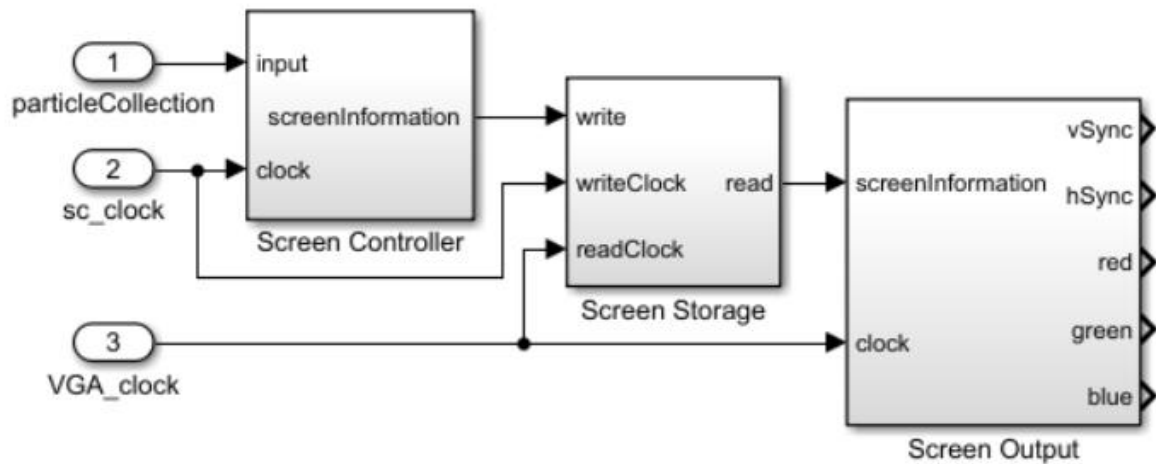 1
particleCollection
2
sc_clock
3
VGA_clock
input
screenInformation
clock
Screen Controller
write
writeClock
read
readClock
Screen Storage
screenInformation
clock
vSync
hSync
red
green
blue
Screen Output